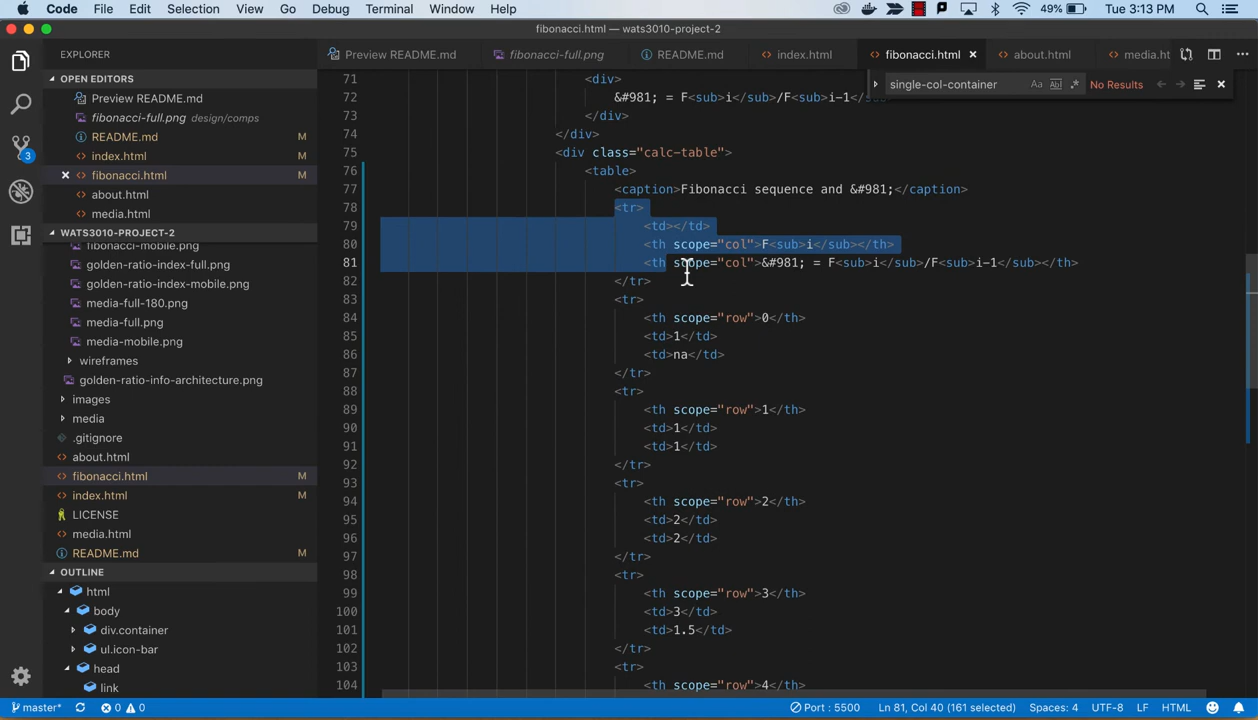 Code File Edit Selection View Go Debug Terminal Window Help 49% Tue 3:13 PM
fibonacci.html — wats3010-project-2
EXPLORER
Preview README.md
fibonacci-full.png
README.md
index.html
fibonacci.html
about.html
media.ht
OPEN EDITORS
Preview README.md
fibonacci-full.png design/comps
README.md M
index.html M
fibonacci.html M
about.html
media.html
WATS3010-PROJECT-2
fibonacci-mobile.png
golden-ratio-index-full.png
golden-ratio-index-mobile.png
media-full-180.png
media-full.png
media-mobile.png
wireframes
golden-ratio-info-architecture.png
images
media
.gitignore
about.html
fibonacci.html M
index.html M
LICENSE
media.html
README.md M
OUTLINE
html
body
div.container
ul.icon-bar
head
link
3
single-col-container Aa Abl .* No Results
71 <div>
72 &#981; = F<sub>i</sub>/F<sub>i-1</su
73 </div>
74 </div>
75 <div class="calc-table">
76 <table>
77 <caption>Fibonacci sequence and &#981;</caption>
78 <tr>
79 <td></td>
80 <th scope="col">F<sub>i</sub></th>
81 <th scope="col">&#981; = F<sub>i</sub>/F<sub>i-1</sub></th>
82 </tr>
83 <tr>
84 <th scope="row">0</th>
85 <td>1</td>
86 <td>na</td>
87 </tr>
88 <tr>
89 <th scope="row">1</th>
90 <td>1</td>
91 <td>1</td>
92 </tr>
93 <tr>
94 <th scope="row">2</th>
95 <td>2</td>
96 <td>2</td>
97 </tr>
98 <tr>
99 <th scope="row">3</th>
100 <td>3</td>
101 <td>1.5</td>
102 </tr>
103 <tr>
104 <th scope="row">4</th>
master* 0 0 Port : 5500 Ln 81, Col 40 (161 selected) Spaces: 4 UTF-8 LF HTML